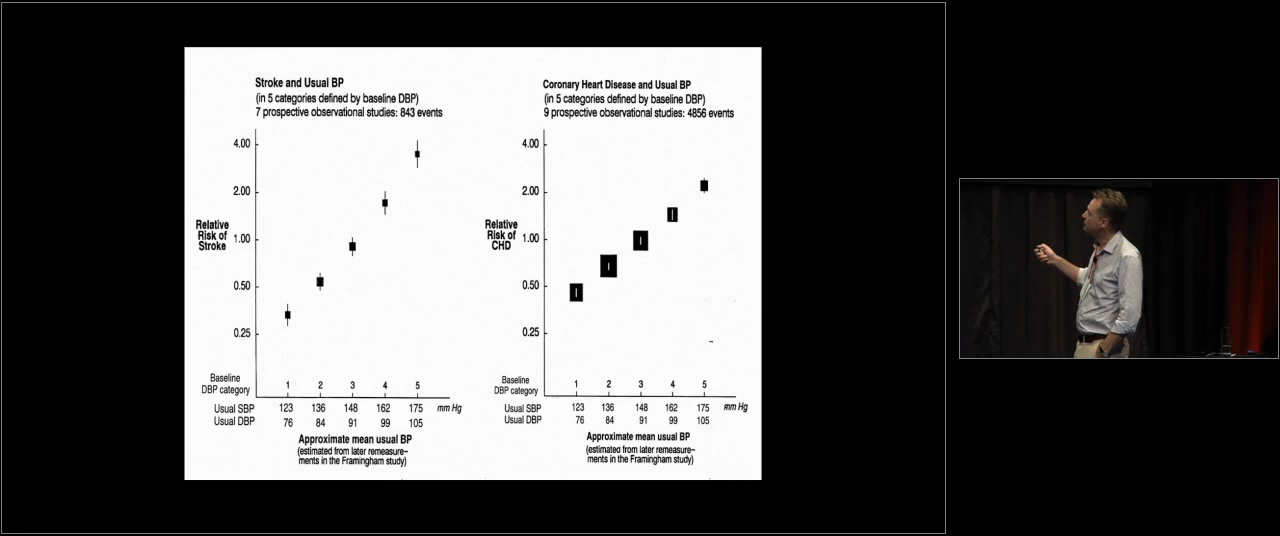 Stroke and Usual BP
(in 5 categories defined by baseline DBP)
7 prospective observational studies: 843 events
4.00
2.00
Relative
Risk of
Stroke
1.00
0.50
0.25
Baseline
DBP category
1 2 3 4 5
Usual SBP 123 136 148 162 175 mm Hg
Usual DBP 76 84 91 99 105
Approximate mean usual BP
(estimated from later remeasure-
ments in the Framingham study)
Coronary Heart Disease and Usual BP
(in 5 categories defined by baseline DBP)
9 prospective observational studies: 4856 events
4.00
2.00
Relative
Risk of
CHD
1.00
0.50
0.25
Baseline
DBP category
1 2 3 4 5
Usual SBP 123 136 148 162 175 mm Hg
Usual DBP 76 84 91 99 105
Approximate mean usual BP
(estimated from later remeasure-
ments in the Framingham study)